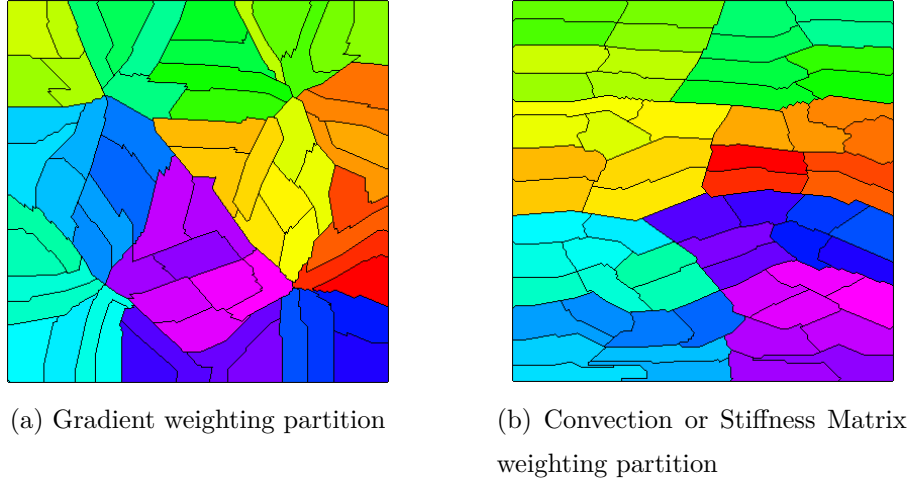 (a) Gradient weighting partition
(b) Convection or Stiffness Matrix
weighting partition